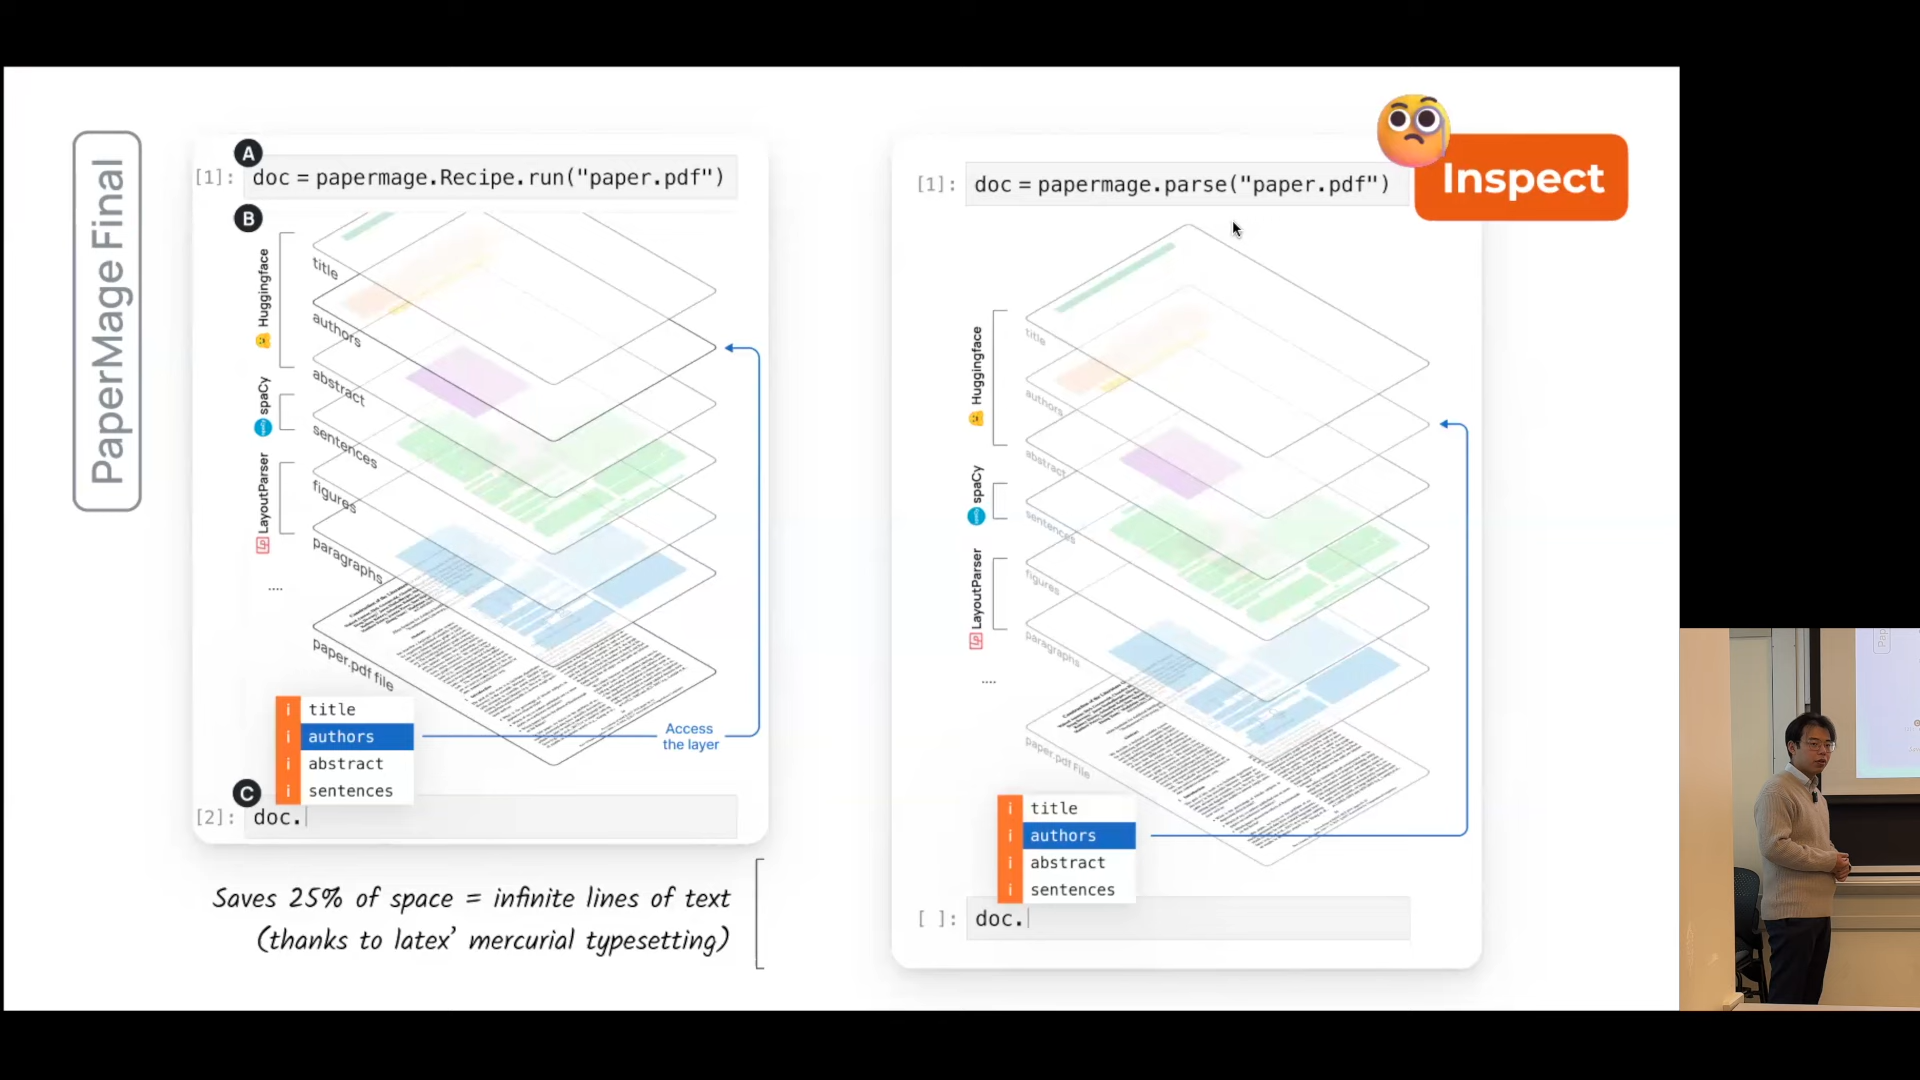 PaperMage Final
A
[1]: doc = papermage.Recipe.run("paper.pdf")
B
Huggingface
spaCy
LayoutParser
....
title
authors
abstract
sentences
figures
paragraphs
paper.pdf file
Access
the layer
title
authors
abstract
sentences
C
[2]: doc.
Saves 25% of space = infinite lines of text
(thanks to latex’ mercurial typesetting)
Inspect
[1]: doc = papermage.parse("paper.pdf")
Huggingface
spaCy
LayoutParser
....
title
authors
abstract
sentences
figures
paragraphs
paper.pdf File
title
authors
abstract
sentences
[ ]: doc.